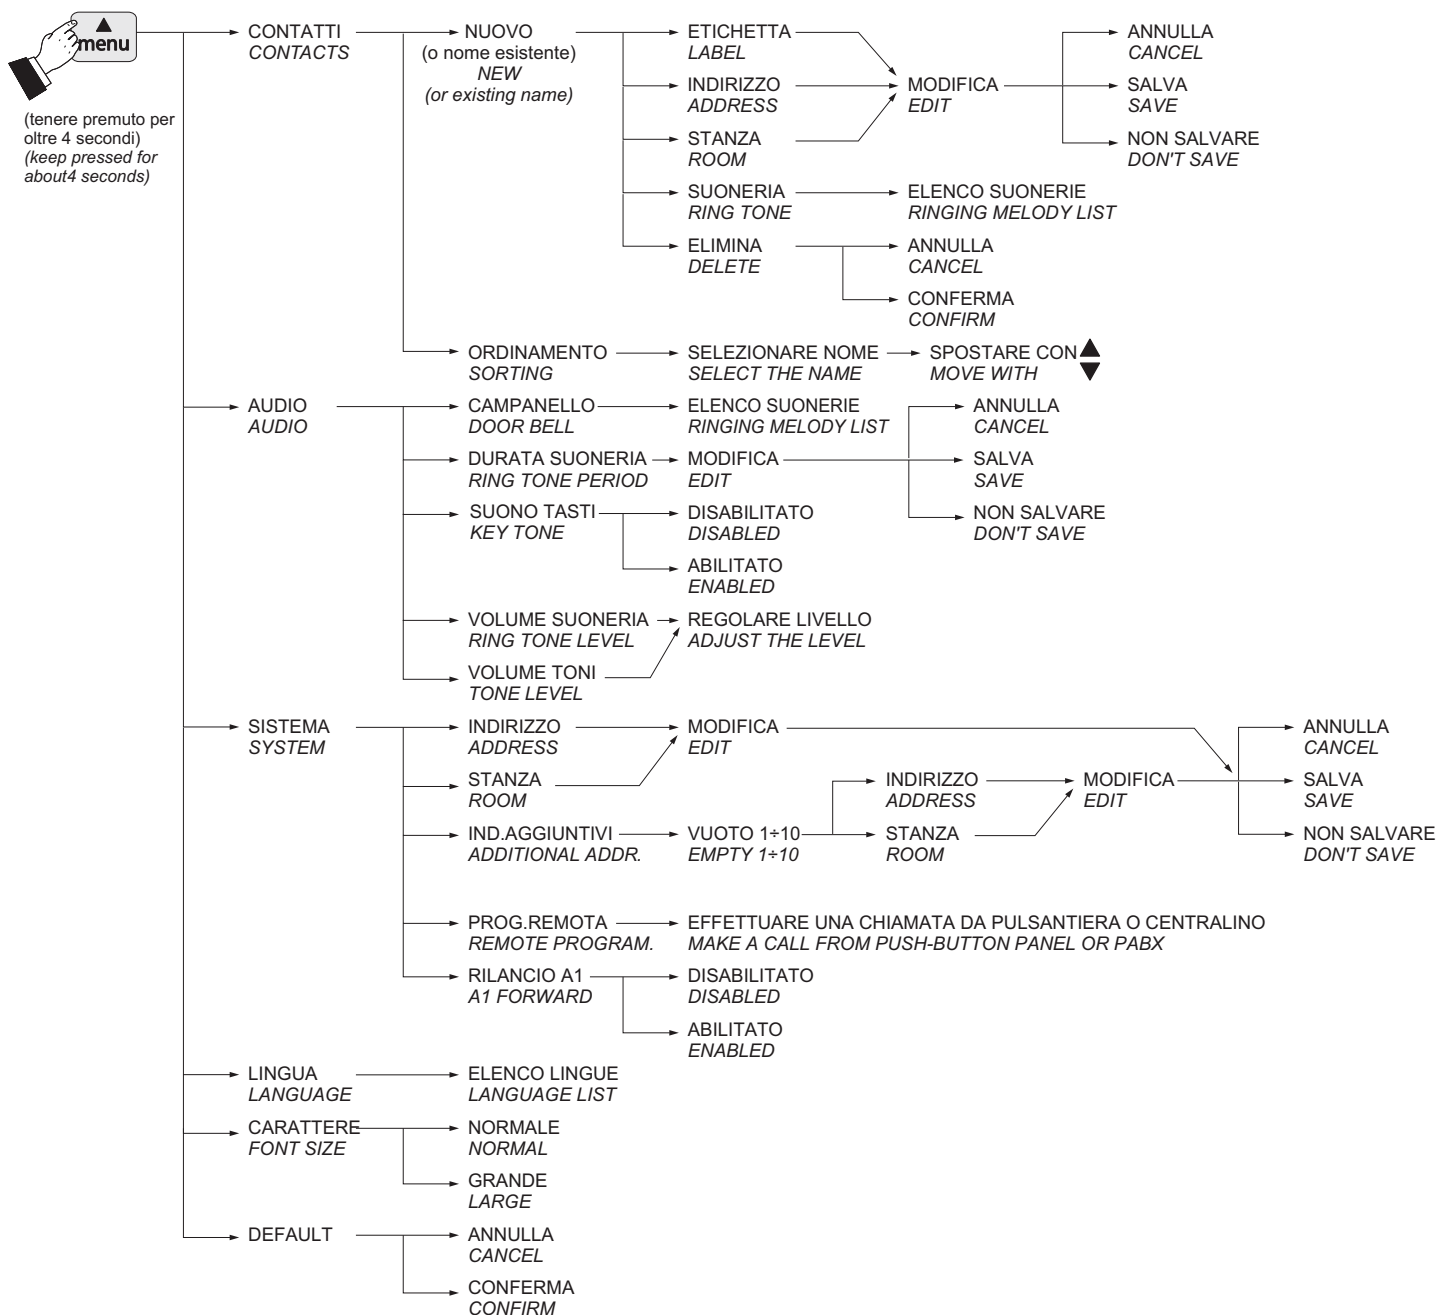 menu
(tenere premuto per
oltre 4 secondi)
(keep pressed for
about4 seconds)
CONTATTI
CONTACTS
NUOVO
(o nome esistente)
NEW
(or existing name)
ETICHETTA
LABEL
INDIRIZZO
ADDRESS
STANZA
ROOM
MODIFICA
EDIT
ANNULLA
CANCEL
SALVA
SAVE
NON SALVARE
DON'T SAVE
SUONERIA
RING TONE
ELENCO SUONERIE
RINGING MELODY LIST
ELIMINA
DELETE
ANNULLA
CANCEL
CONFERMA
CONFIRM
ORDINAMENTO
SORTING
SELEZIONARE NOME
SELECT THE NAME
SPOSTARE CON
MOVE WITH
AUDIO
AUDIO
CAMPANELLO
DOOR BELL
ELENCO SUONERIE
RINGING MELODY LIST
DURATA SUONERIA
RING TONE PERIOD
MODIFICA
EDIT
ANNULLA
CANCEL
SALVA
SAVE
NON SALVARE
DON'T SAVE
SUONO TASTI
KEY TONE
DISABILITATO
DISABLED
ABILITATO
ENABLED
VOLUME SUONERIA
RING TONE LEVEL
REGOLARE LIVELLO
ADJUST THE LEVEL
VOLUME TONI
TONE LEVEL
SISTEMA
SYSTEM
INDIRIZZO
ADDRESS
MODIFICA
EDIT
STANZA
ROOM
IND.AGGIUNTIVI
ADDITIONAL ADDR.
VUOTO 1÷10
EMPTY 1÷10
INDIRIZZO
ADDRESS
STANZA
ROOM
MODIFICA
EDIT
ANNULLA
CANCEL
SALVA
SAVE
NON SALVARE
DON'T SAVE
PROG.REMOTA
REMOTE PROGRAM.
EFFETTUARE UNA CHIAMATA DA PULSANTIERA O CENTRALINO
MAKE A CALL FROM PUSH-BUTTON PANEL OR PABX
RILANCIO A1
A1 FORWARD
DISABILITATO
DISABLED
ABILITATO
ENABLED
LINGUA
LANGUAGE
ELENCO LINGUE
LANGUAGE LIST
CARATTERE
FONT SIZE
NORMALE
NORMAL
GRANDE
LARGE
DEFAULT
ANNULLA
CANCEL
CONFERMA
CONFIRM